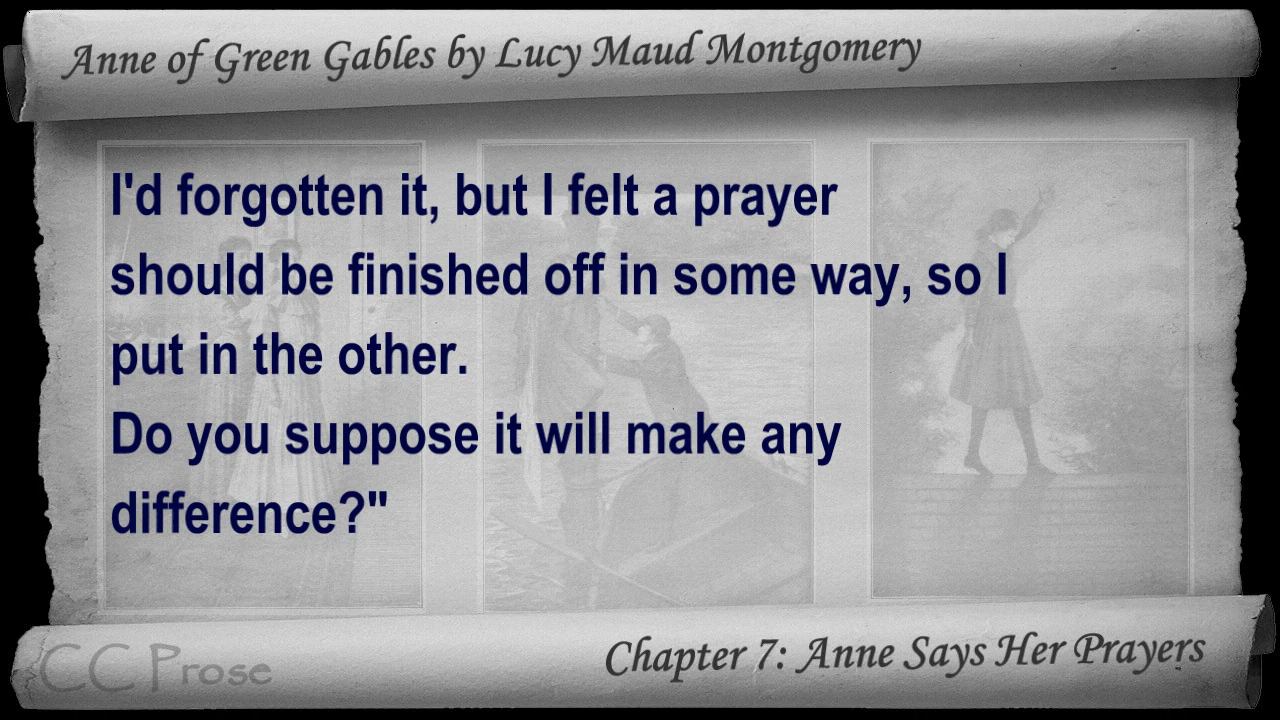 Anne of Green Gables by Lucy Maud Montgomery
I'd forgotten it, but I felt a prayer
should be finished off in some way, so I
put in the other.
Do you suppose it will make any
difference?"
CC Prose
Chapter 7: Anne Says Her Prayers